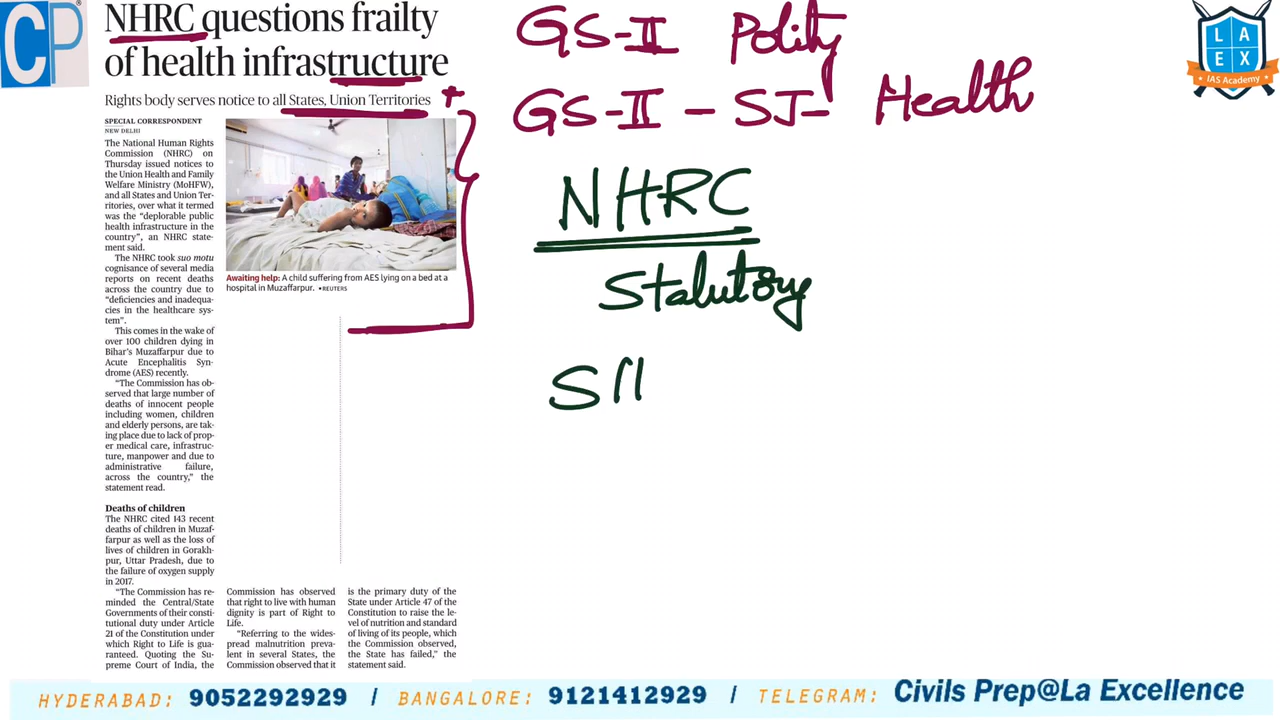 CP
NHRC questions frailty
of health infrastructure
Rights body serves notice to all States, Union Territories
SPECIAL CORRESPONDENT
NEW DELHI
The National Human Rights
Commission (NHRC) on
Thursday issued notices to
the Union Health and Family
Welfare Ministry (MoHFW),
and all States and Union Ter-
ritories, over what it termed
was the “deplorable public
health infrastructure in the
country”, an NHRC state-
ment said.
The NHRC took suo motu
cognisance of several media
reports on recent deaths
across the country due to
“deficiencies and inadequa-
cies in the healthcare sys-
tem”.
This comes in the wake of
over 100 children dying in
Bihar's Muzaffarpur due to
Acute Encephalitis Syn-
drome (AES) recently.
“The Commission has ob-
served that large number of
deaths of innocent people
including women, children
and elderly persons, are tak-
ing place due to lack of prop-
er medical care, infrastruc-
ture, manpower and due to
administrative failure,
across the country,” the
statement read.
Deaths of children
The NHRC cited 143 recent
deaths of children in Muzaf-
farpur as well as the loss of
lives of children in Gorakh-
pur, Uttar Pradesh, due to
the failure of oxygen supply
in 2017.
“The Commission has re-
minded the Central/State
Governments of their consti-
tutional duty under Article
21 of the Constitution under
which Right to Life is gua-
ranteed. Quoting the Su-
preme Court of India, the
Awaiting help: A child suffering from AES lying on a bed at a
hospital in Muzaffarpur. •REUTERS
Commission has observed
that right to live with human
dignity is part of Right to
Life.
“Referring to the wides-
pread malnutrition preva-
lent in several States, the
Commission observed that it
is the primary duty of the
State under Article 47 of the
Constitution to raise the le-
vel of nutrition and standard
of living of its people, which
the Commission observed,
the State has failed,” the
statement said.
GS-II Polity
GS-II - SJ- Health
NHRC
Statutory
LA
EX
IAS Academy
HYDERABAD: 9052292929 / BANGALORE: 9121412929 / TELEGRAM: Civils Prep@La Excellence